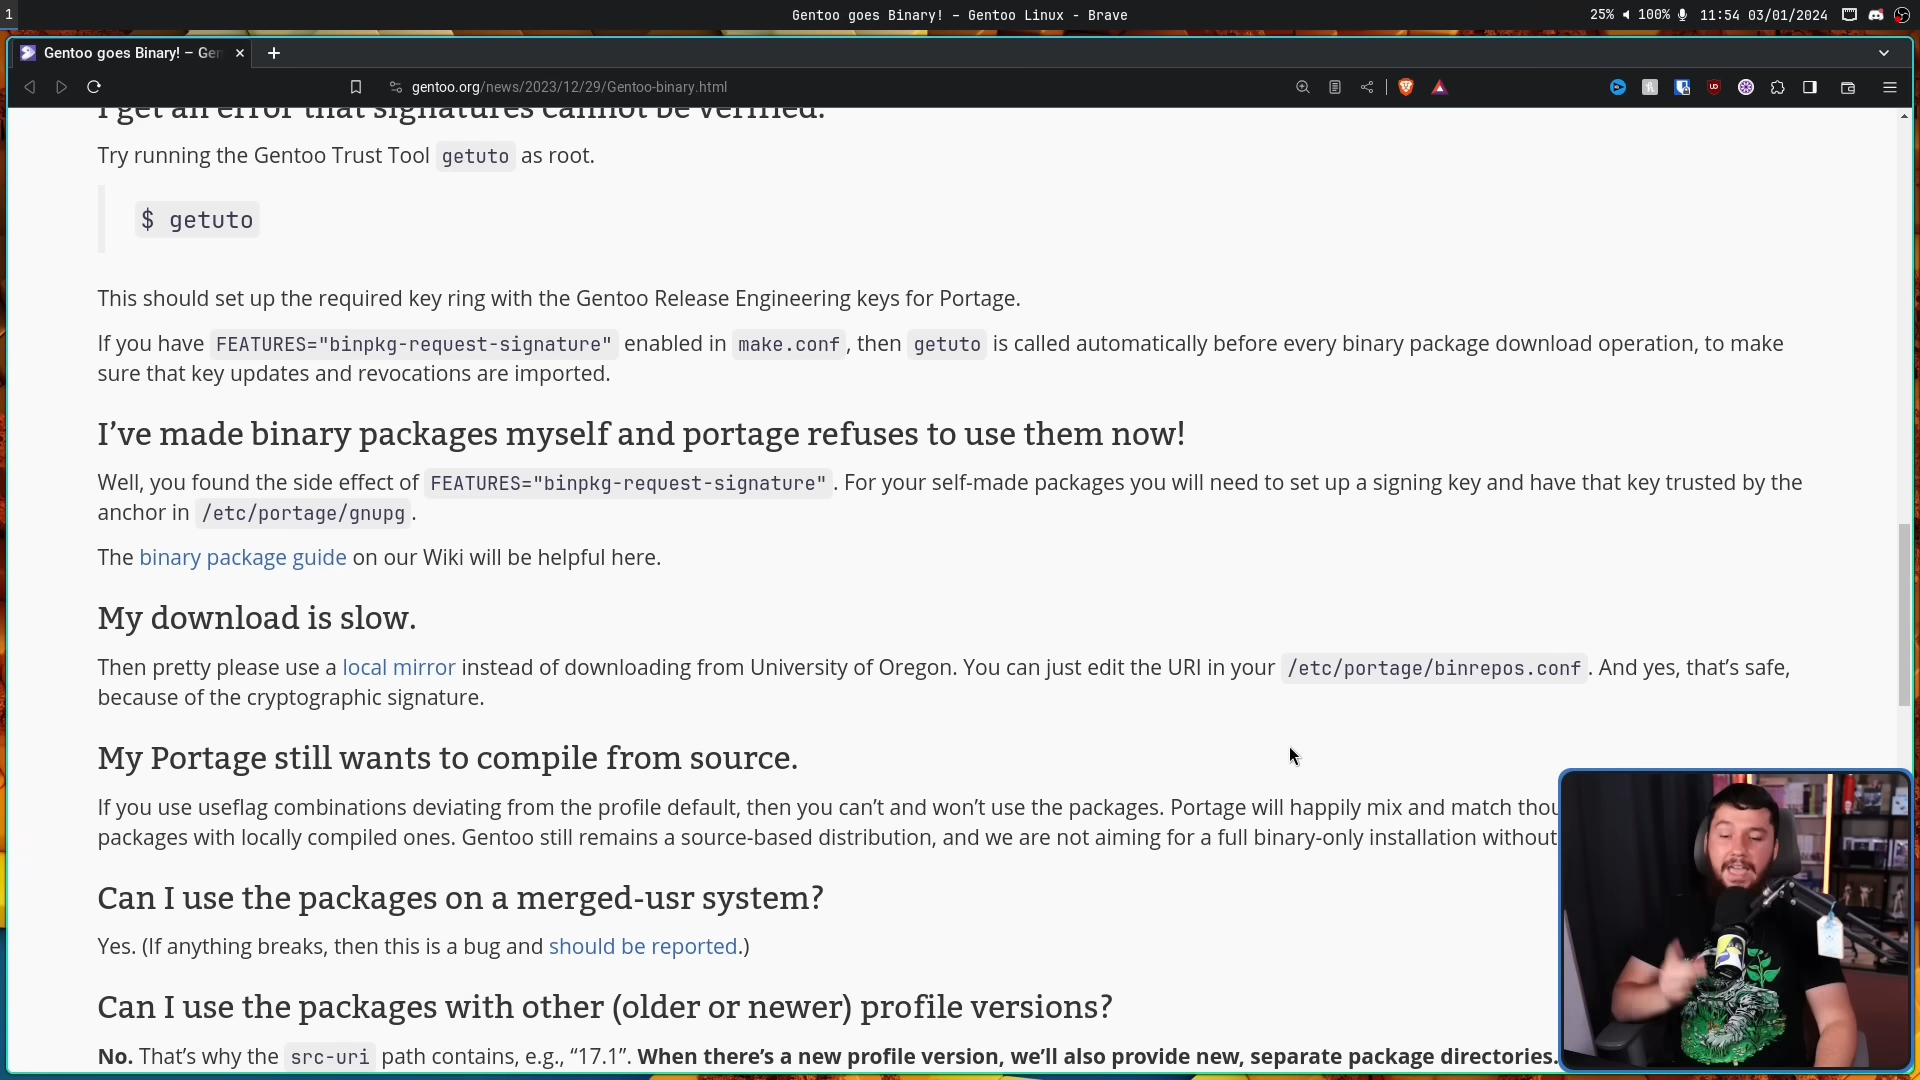 1
Gentoo goes Binary! – Gentoo Linux - Brave
25% 100% 11:54 03/01/2024
Gentoo goes Binary! – Gen
gentoo.org/news/2023/12/29/Gentoo-binary.html
I get an error that signatures cannot be verified.
Try running the Gentoo Trust Tool getuto as root.
$ getuto
This should set up the required key ring with the Gentoo Release Engineering keys for Portage.
If you have FEATURES="binpkg-request-signature" enabled in make.conf, then getuto is called automatically before every binary package download operation, to make
sure that key updates and revocations are imported.
I’ve made binary packages myself and portage refuses to use them now!
Well, you found the side effect of FEATURES="binpkg-request-signature". For your self-made packages you will need to set up a signing key and have that key trusted by the
anchor in /etc/portage/gnupg.
The binary package guide on our Wiki will be helpful here.
My download is slow.
Then pretty please use a local mirror instead of downloading from University of Oregon. You can just edit the URI in your /etc/portage/binrepos.conf. And yes, that’s safe,
because of the cryptographic signature.
My Portage still wants to compile from source.
If you use useflag combinations deviating from the profile default, then you can’t and won’t use the packages. Portage will happily mix and match thou
packages with locally compiled ones. Gentoo still remains a source-based distribution, and we are not aiming for a full binary-only installation without
Can I use the packages on a merged-usr system?
Yes. (If anything breaks, then this is a bug and should be reported.)
Can I use the packages with other (older or newer) profile versions?
No. That’s why the src-uri path contains, e.g., “17.1”. When there’s a new profile version, we’ll also provide new, separate package directories.